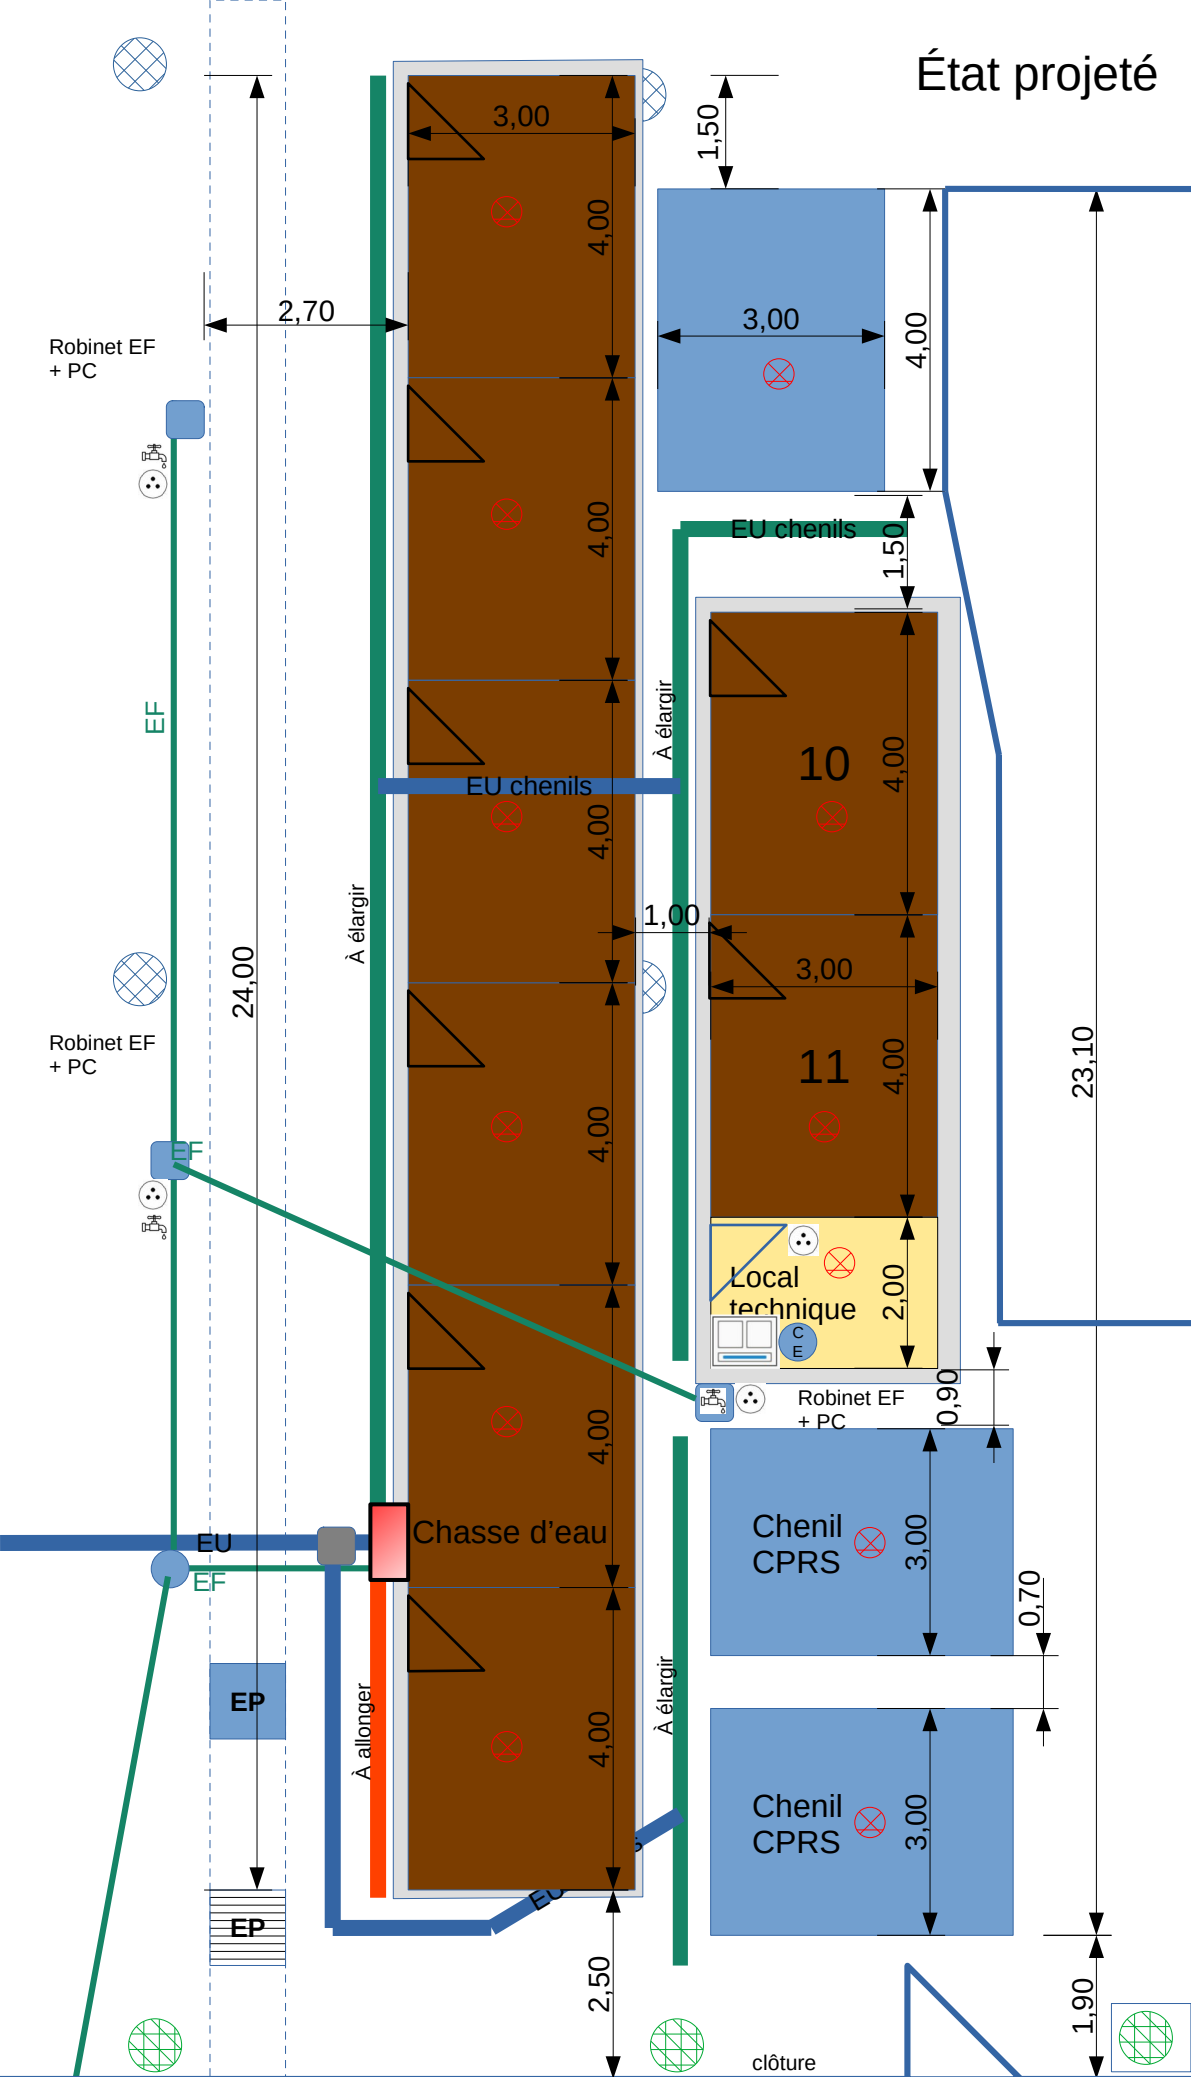 État projeté
3,00
1,50
4,00
2,70
3,00
4,00
Robinet EF
+ PC
4,00
EU chenils
1,50
EF
À élargir
10
4,00
EU chenils
4,00
À élargir
1,00
24,00
3,00
Robinet EF
+ PC
11
4,00
23,10
4,00
EF
Local
technique
2,00
C
E
0,90
Robinet EF
+ PC
4,00
Chasse d’eau
EU
EF
Chenil
CPRS
3,00
0,70
EP
À allonger
À élargir
4,00
Chenil
CPRS
3,00
EU
s
EP
2,50
1,90
clôture